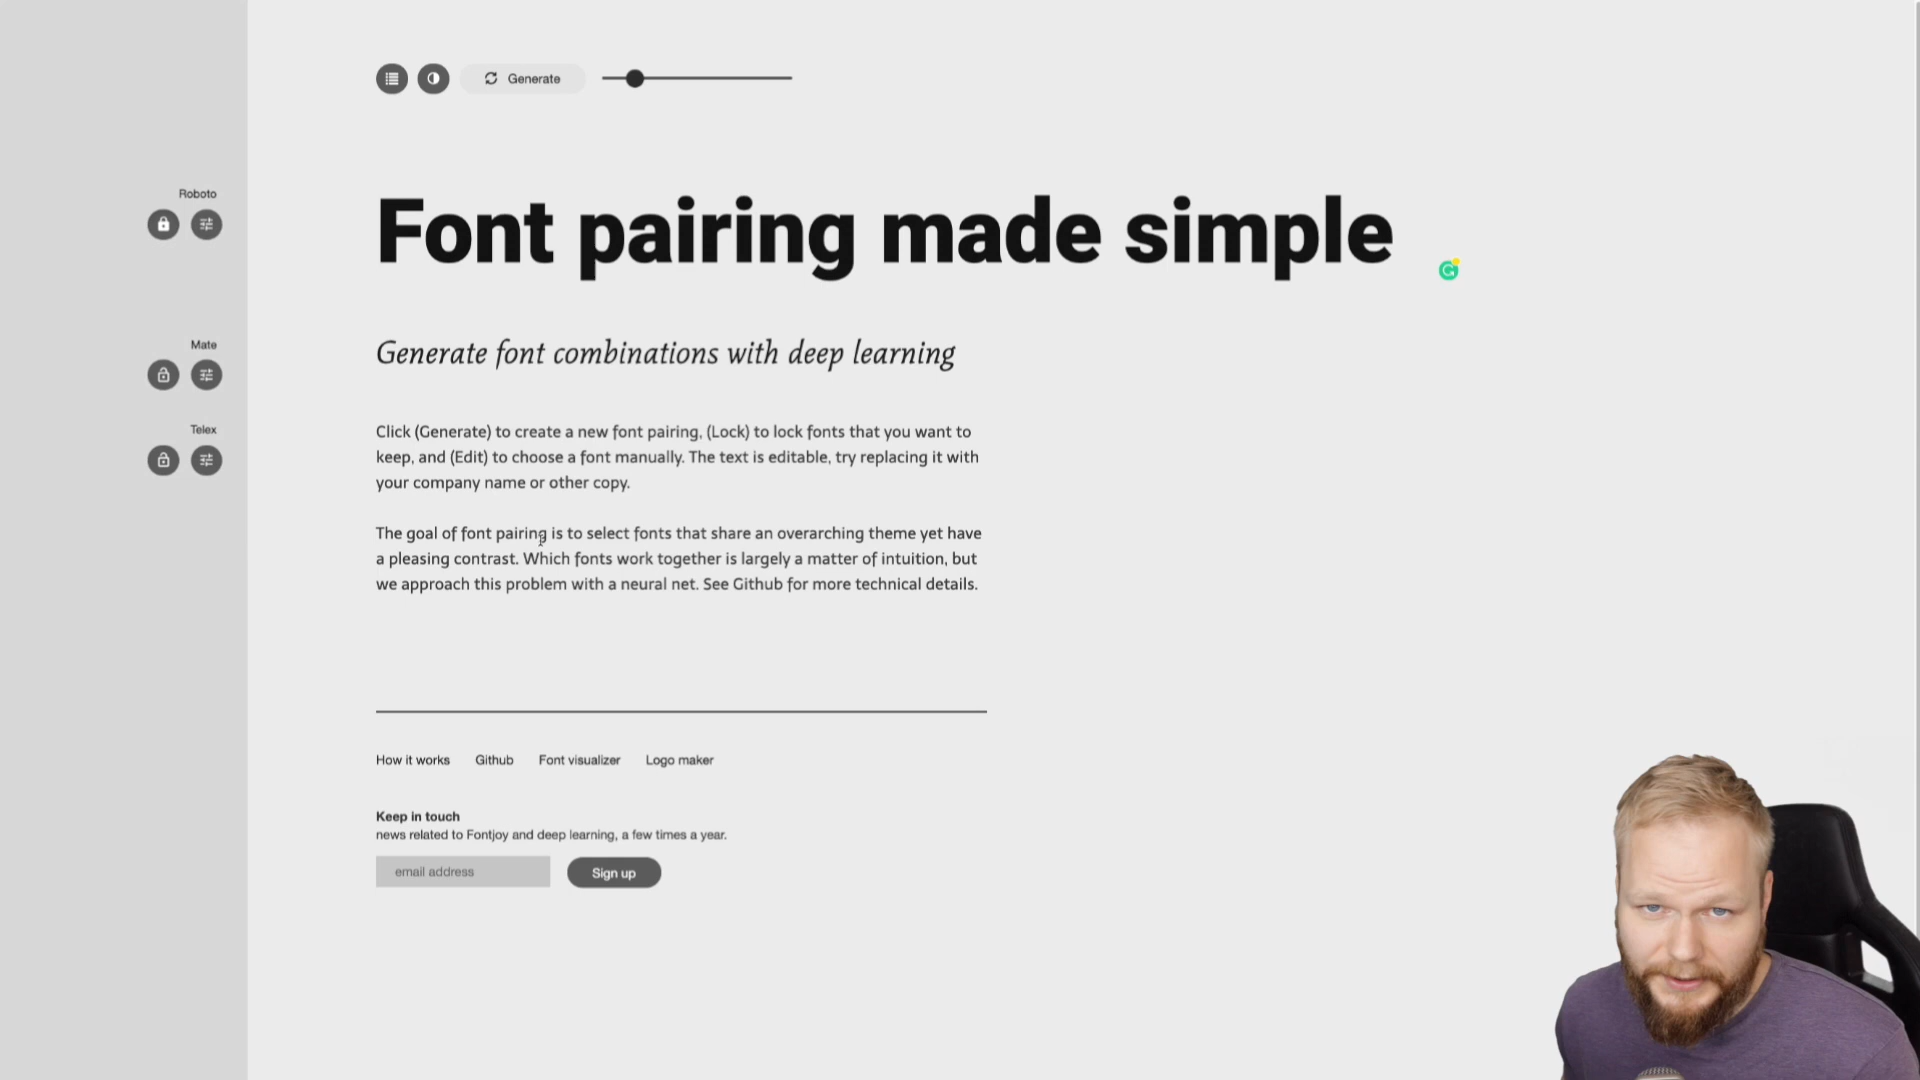 Generate
Roboto
Font pairing made simple
Mate
Generate font combinations with deep learning
Telex
Click (Generate) to create a new font pairing, (Lock) to lock fonts that you want to
keep, and (Edit) to choose a font manually. The text is editable, try replacing it with
your company name or other copy.
The goal of font pairing is to select fonts that share an overarching theme yet have
a pleasing contrast. Which fonts work together is largely a matter of intuition, but
we approach this problem with a neural net. See Github for more technical details.
How it works Github Font visualizer Logo maker
Keep in touch
news related to Fontjoy and deep learning, a few times a year.
email address Sign up